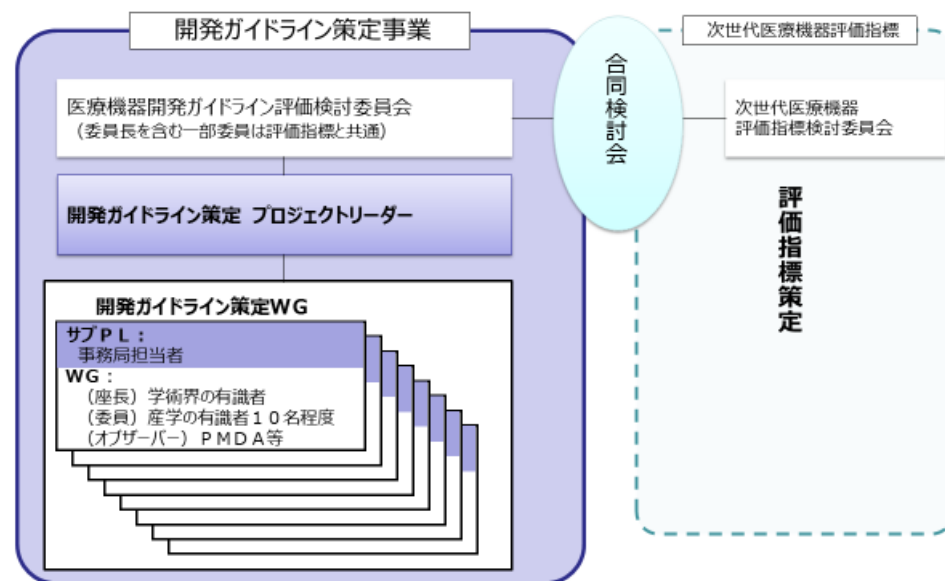 開発ガイドライン策定事業
医療機器開発ガイドライン評価検討委員会
（委員長を含む一部委員は評価指標と共通）
開発ガイドライン策定 プロジェクトリーダー
開発ガイドライン策定WG
サブＰＬ：
事務局担当者
ＷＧ：
（座長）学術界の有識者
（委員）産学の有識者１０名程度
（オブザーバー）ＰＭＤＡ等
合同検討会
次世代医療機器評価指標
次世代医療機器
評価指標検討委員会
評価指標策定